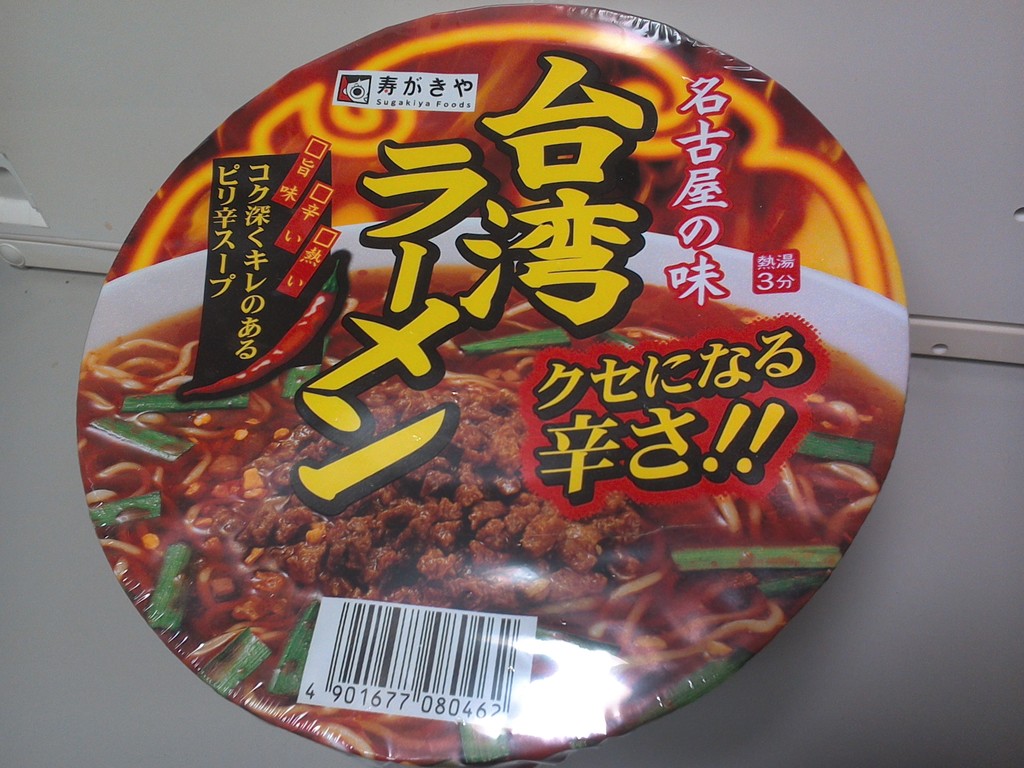 寿がきや
Sugakiya Foods
名古屋の味
台湾
ラーメン
熱湯
3分
□旨味
□辛い
□熱い
コク深くキレのある
ピリ辛スープ
クセになる
辛さ!!
4 901677 080462